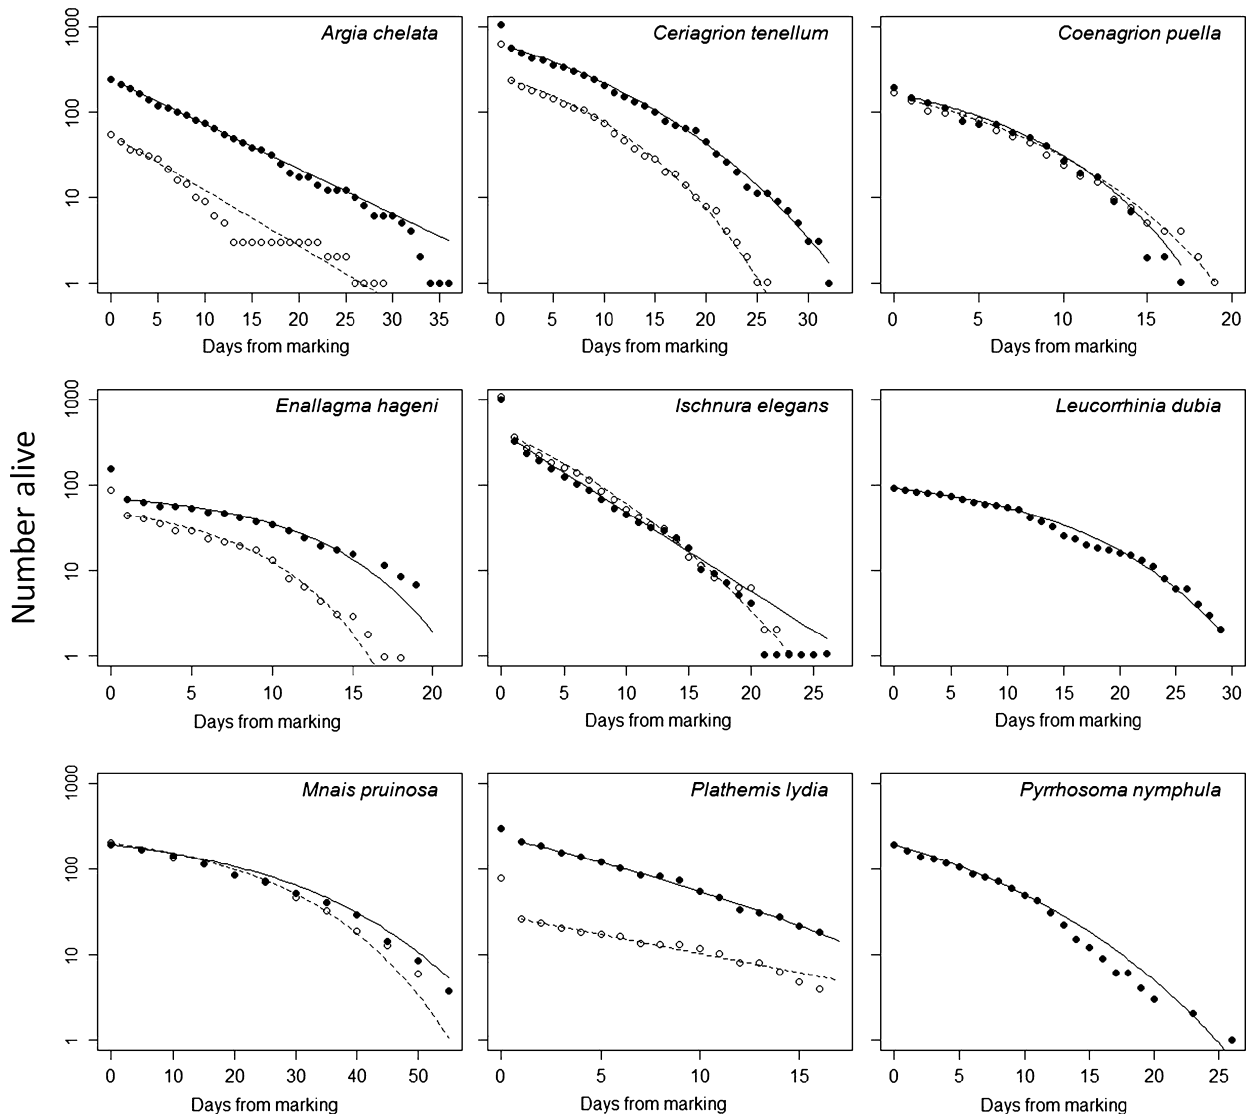 Number alive
Argia chelata
1 10 100 1000
0 5 10 15 20 25 30 35
Days from marking
Ceriagrion tenellum
0 5 10 15 20 25 30
Days from marking
Coenagrion puella
0 5 10 15 20
Days from marking
Enallagma hageni
1 10 100 1000
0 5 10 15 20
Days from marking
Ischnura elegans
0 5 10 15 20 25
Days from marking
Leucorrhinia dubia
0 5 10 15 20 25 30
Days from marking
Mnais pruinosa
1 10 100 1000
0 10 20 30 40 50
Days from marking
Plathemis lydia
0 5 10 15
Days from marking
Pyrrhosoma nymphula
0 5 10 15 20 25
Days from marking